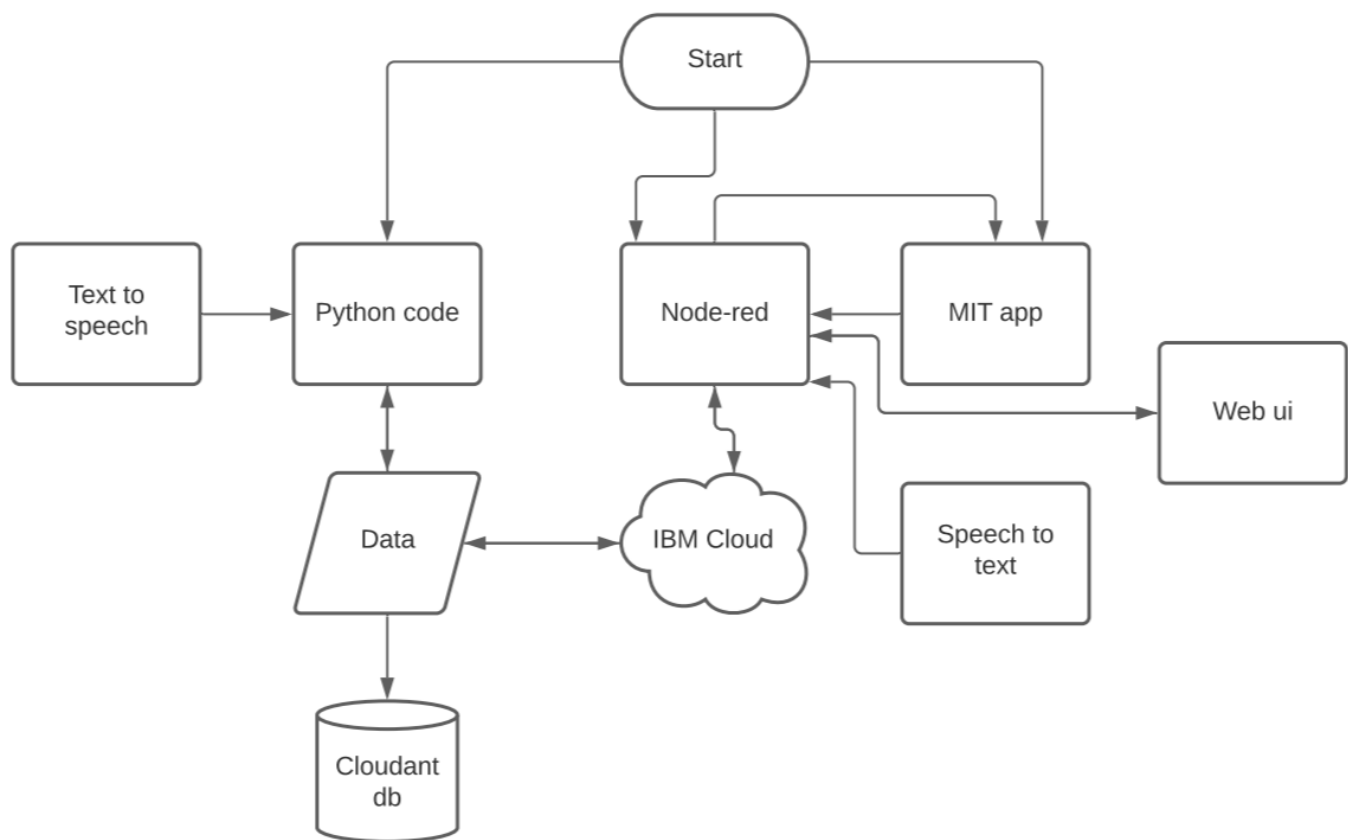 Start
Text to
speech
Python code
Node-red
MIT app
Web ui
Data
IBM Cloud
Speech to
text
Cloudant
db